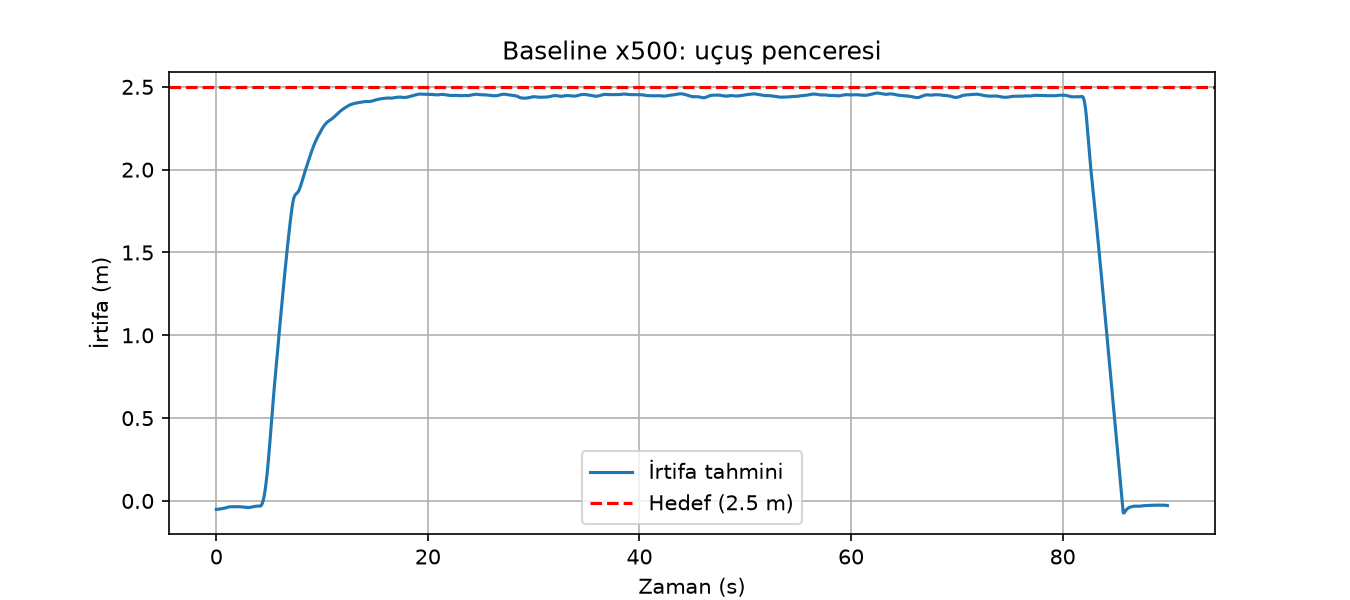 Baseline x500: uçuş penceresi
İrtifa (m)
2.5
2.0
1.5
1.0
0.5
0.0
İrtifa tahmini
Hedef (2.5 m)
0
20
40
60
80
Zaman (s)